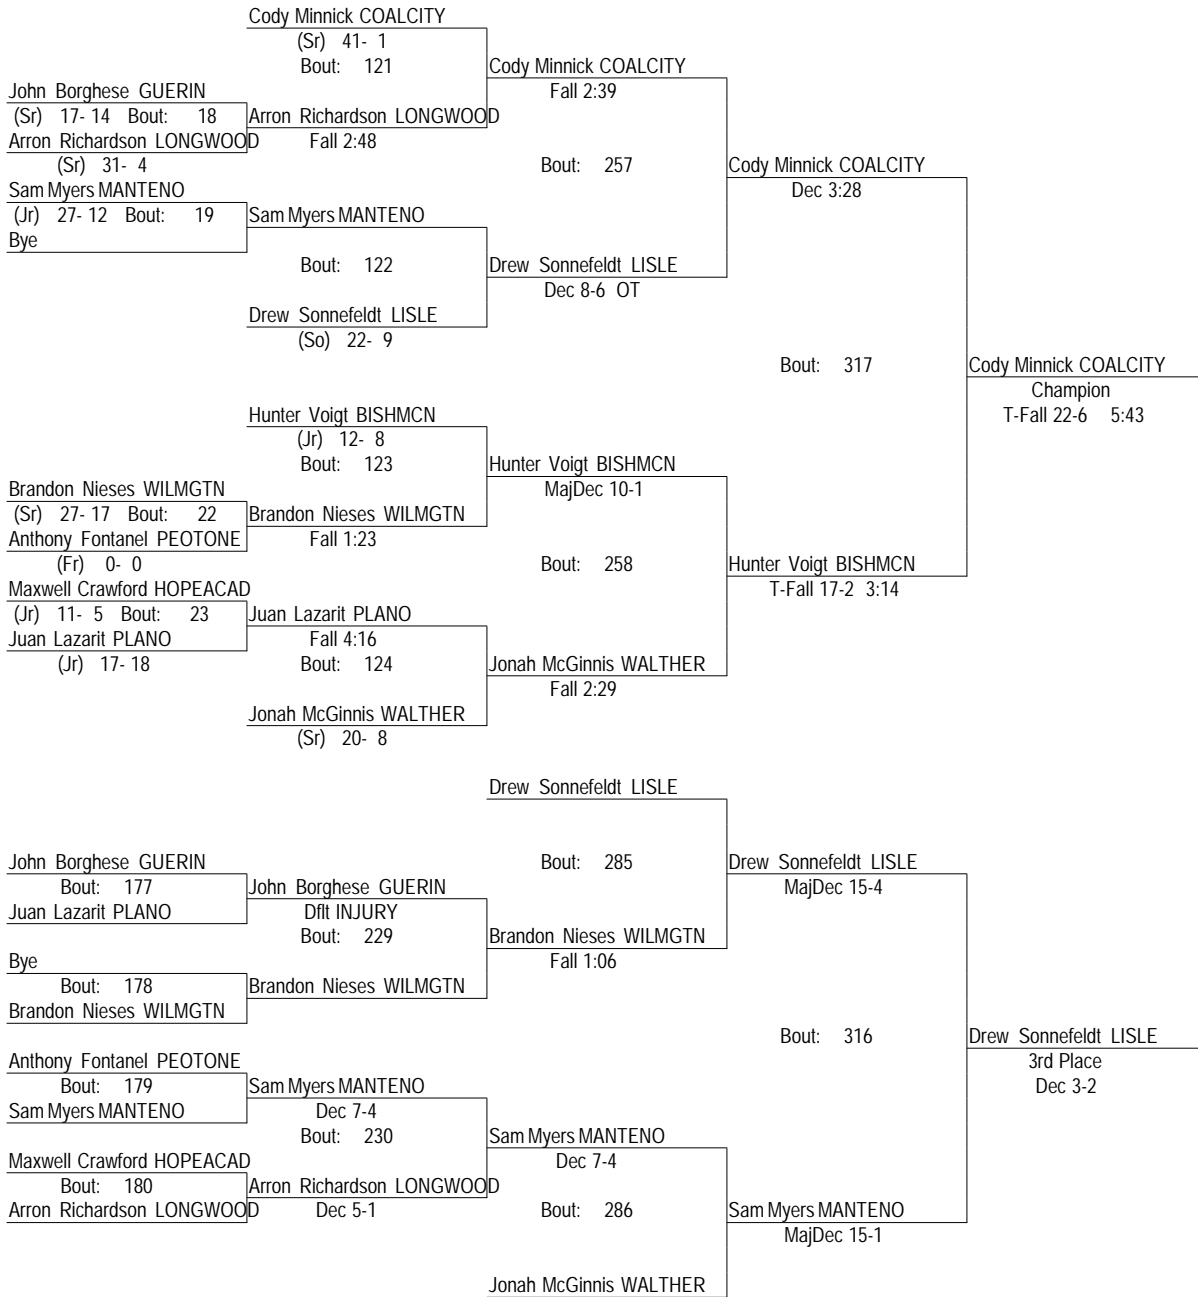 Cody Minnick COALCITY
(Sr) 41- 1
Bout: 121
Cody Minnick COALCITY
Fall 2:39
John Borghese GUERIN
(Sr) 17- 14 Bout: 18
Arron Richardson LONGWOOD
Arron Richardson LONGWOOD
Fall 2:48
(Sr) 31- 4
Bout: 257
Cody Minnick COALCITY
Dec 3:28
Sam Myers MANTENO
(Jr) 27- 12 Bout: 19
Sam Myers MANTENO
Bye
Bout: 122
Drew Sonnefeldt LISLE
Dec 8-6 OT
Drew Sonnefeldt LISLE
(So) 22- 9
Bout: 317
Cody Minnick COALCITY
Champion
T-Fall 22-6 5:43
Hunter Voigt BISHMCN
(Jr) 12- 8
Bout: 123
Hunter Voigt BISHMCN
MajDec 10-1
Brandon Nieses WILMGTN
(Sr) 27- 17 Bout: 22
Brandon Nieses WILMGTN
Anthony Fontanel PEOTONE
Fall 1:23
(Fr) 0- 0
Bout: 258
Hunter Voigt BISHMCN
T-Fall 17-2 3:14
Maxwell Crawford HOPEACAD
(Jr) 11- 5 Bout: 23
Juan Lazarit PLANO
Juan Lazarit PLANO
Fall 4:16
(Jr) 17- 18
Bout: 124
Jonah McGinnis WALTHER
Fall 2:29
Jonah McGinnis WALTHER
(Sr) 20- 8
Drew Sonnefeldt LISLE
Bout: 285
Drew Sonnefeldt LISLE
MajDec 15-4
John Borghese GUERIN
Bout: 177
John Borghese GUERIN
Juan Lazarit PLANO
Dflt INJURY
Bout: 229
Brandon Nieses WILMGTN
Fall 1:06
Bye
Bout: 178
Brandon Nieses WILMGTN
Brandon Nieses WILMGTN
Bout: 316
Drew Sonnefeldt LISLE
3rd Place
Dec 3-2
Anthony Fontanel PEOTONE
Bout: 179
Sam Myers MANTENO
Sam Myers MANTENO
Dec 7-4
Bout: 230
Sam Myers MANTENO
Dec 7-4
Maxwell Crawford HOPEACAD
Bout: 180
Arron Richardson LONGWOOD
Arron Richardson LONGWOOD
Dec 5-1
Bout: 286
Sam Myers MANTENO
MajDec 15-1
Jonah McGinnis WALTHER